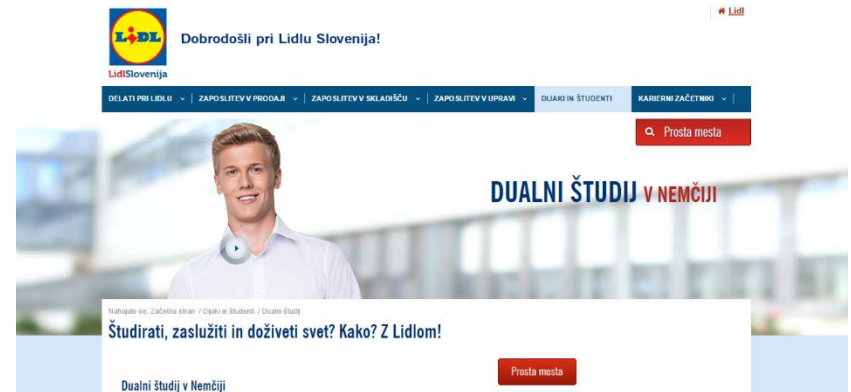 Lidl
LIDL
Dobrodošli pri Lidlu Slovenija!
LidlSlovenija
DELATI PRI LIDLU ZAPOSLITEV V PRODAJI ZAPOSLITEV V SKLADIŠČU ZAPOSLITEV V UPRAVI DIJAKI IN ŠTUDENTI KARIERNI ZAČETNIKI
Prosta mesta
DUALNI ŠTUDIJ V NEMČIJI
Nahajate se: Začetna stran / Dijaki in študenti / Dualni študij
Študirati, zaslužiti in doživeti svet? Kako? Z Lidlom!
Prosta mesta
Dualni študij v Nemčiji